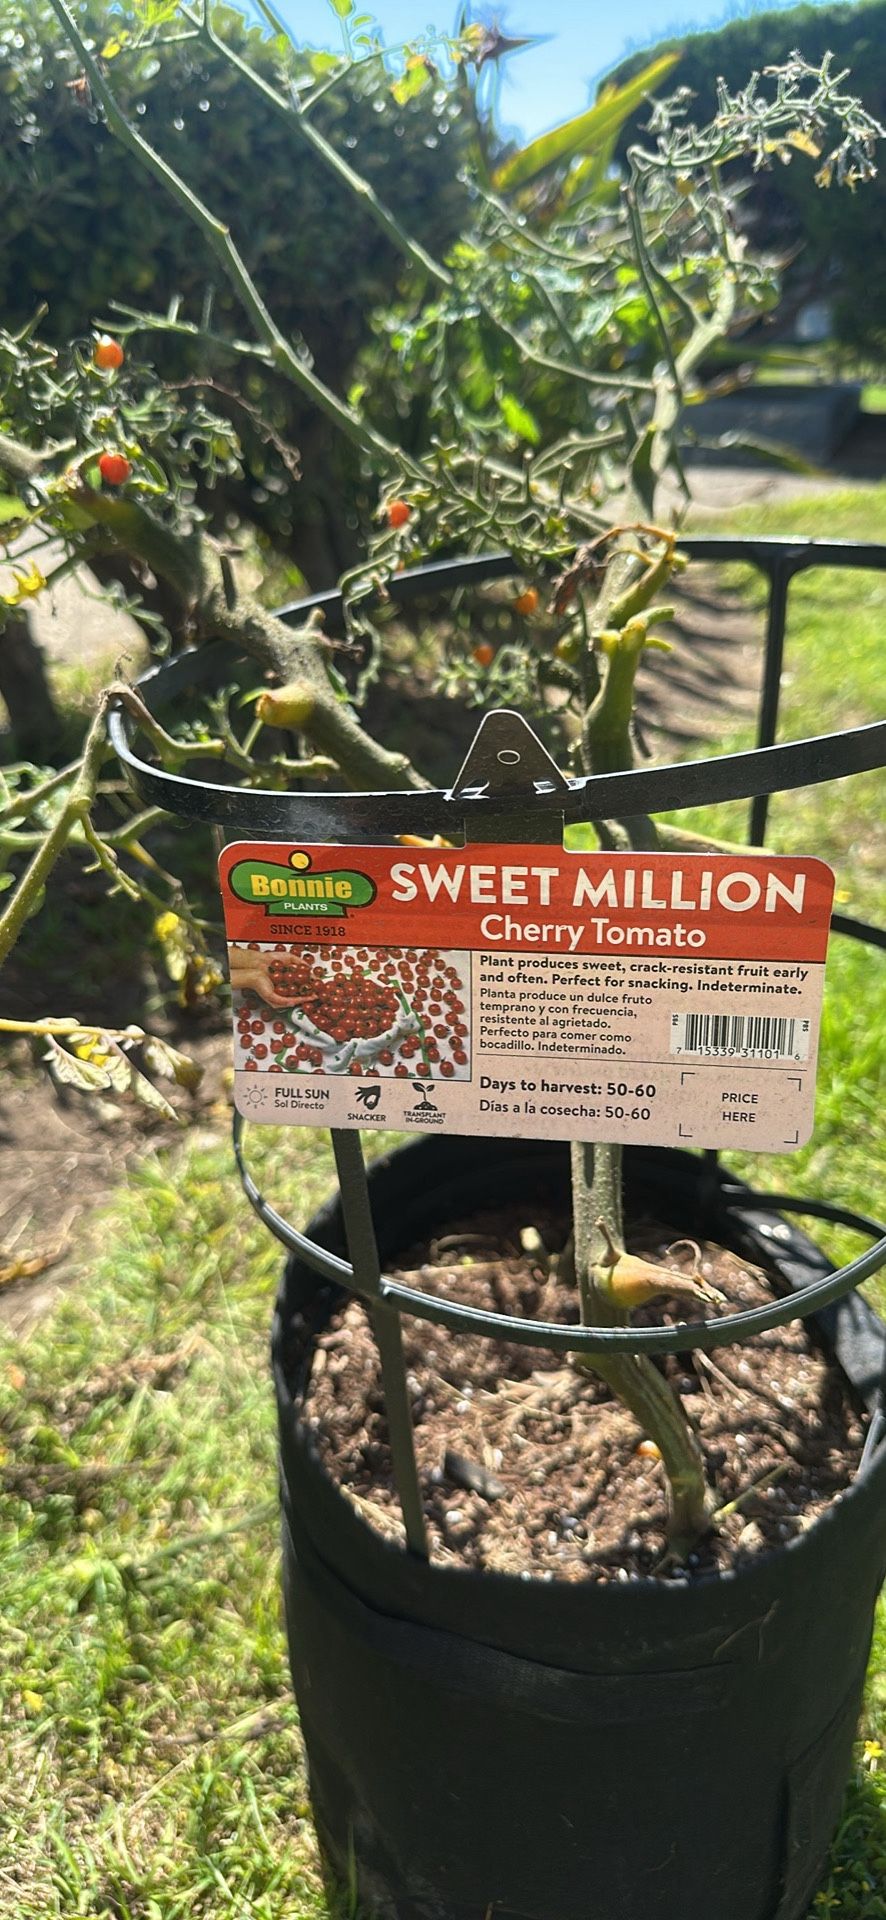 Bonnie
PLANTS
SINCE 1918
SWEET MILLION
Cherry Tomato
Plant produces sweet, crack-resistant fruit early
and often. Perfect for snacking. Indeterminate.
Planta produce un dulce fruto
temprano y con frecuencia,
resistente al agrietado.
Perfecto para comer como
bocadillo. Indeterminado.
PBS
7 15339 31101 6
PBS
FULL SUN
Sol Directo
SNACKER
TRANSPLANT
IN-GROUND
Days to harvest: 50-60
Días a la cosecha: 50-60
PRICE
HERE